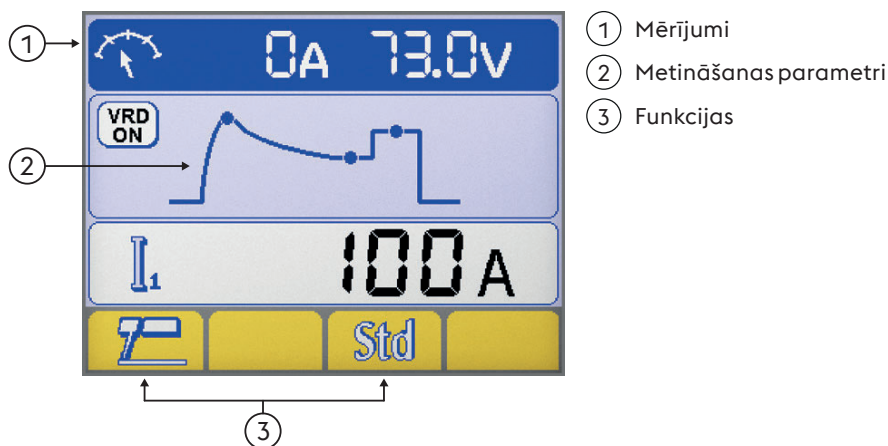 1
0A 73.0V
VRD
ON
2
I1
100A
Std
3
1 Mērījumi
2 Metināšanas parametri
3 Funkcijas